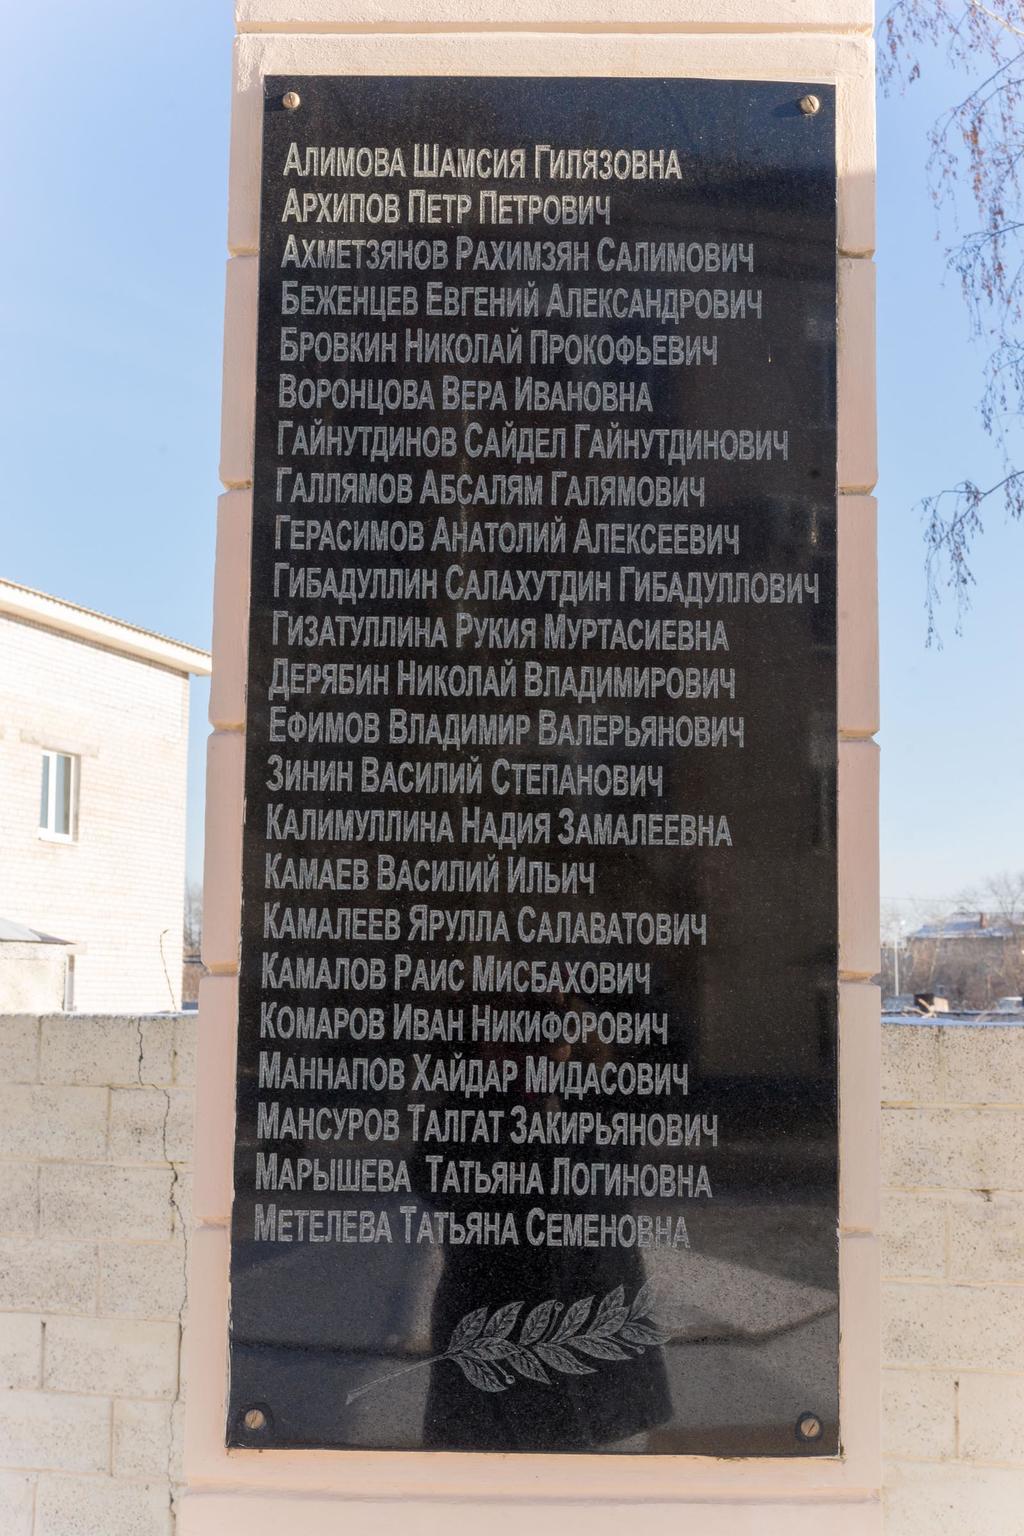 Алимова Шамсия Гилязовна
Архипов Петр Петрович
Ахметзянов Рахимзян Салимович
Беженцев Евгений Александрович
Бровкин Николай Прокофьевич
Воронцова Вера Ивановна
Гайнутдинов Сайдел Гайнутдинович
Галлямов Абсалям Галямович
Герасимов Анатолий Алексеевич
Гибадуллин Салахутдин Гибадуллович
Гизатуллина Рукия Муртасиевна
Дерябин Николай Владимирович
Ефимов Владимир Валерьянович
Зинин Василий Степанович
Калимуллина Надия Замалеевна
Камаев Василий Ильич
Камалеев Ярулла Салаватович
Камалов Раис Мисбахович
Комаров Иван Никифорович
Маннапов Хайдар Мидасович
Мансуров Талгат Закирьянович
Марышева Татьяна Логиновна
Метелева Татьяна Семеновна